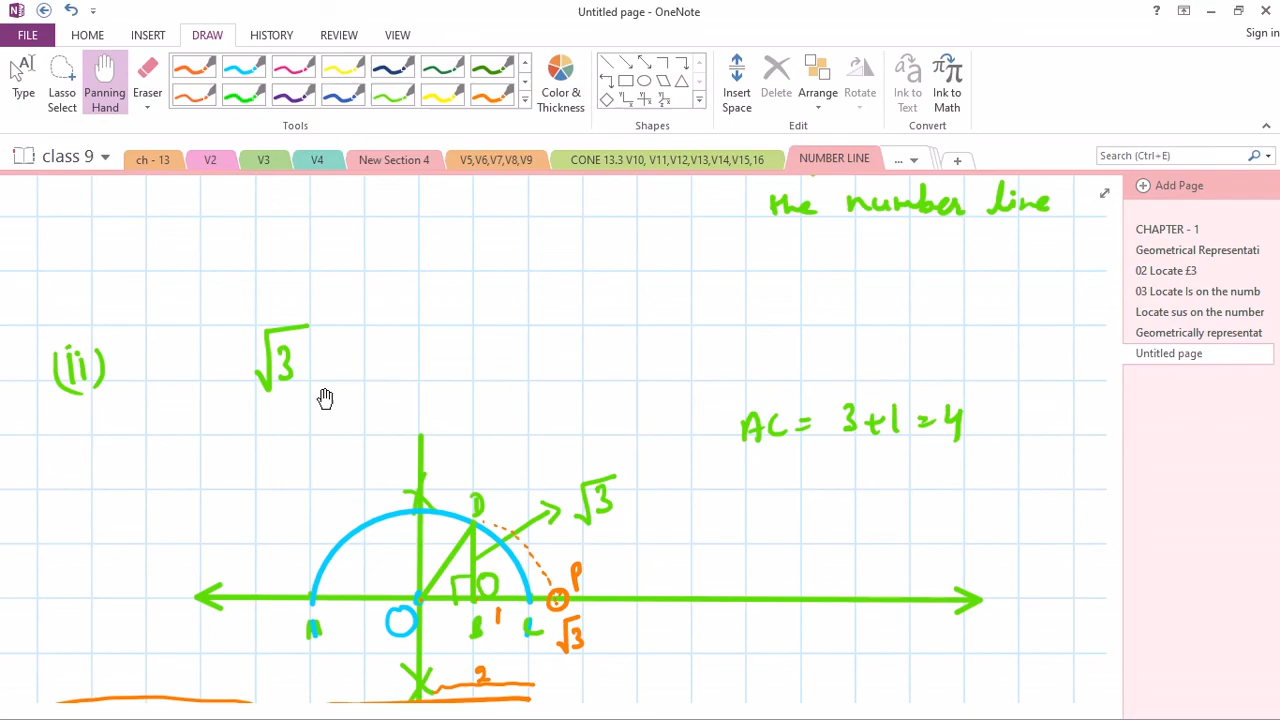 Untitled page - OneNote
?
Sign in
FILE HOME INSERT DRAW HISTORY REVIEW VIEW
Type
Lasso Select
Panning Hand
Eraser
Color & Thickness
Insert Space
Delete
Arrange
Rotate
Ink to Text
Ink to Math
Tools
Shapes
Edit
Convert
class 9
ch - 13
V2
V3
V4
New Section 4
V5,V6,V7,V8,V9
CONE 13.3 V10, V11,V12,V13,V14,V15,16
NUMBER LINE
...
Search (Ctrl+E)
Add Page
CHAPTER - 1
Geometrical Representati
02 Locate £3
03 Locate ls on the numb
Locate sus on the number
Geometrically representat
Untitled page
the number line
(ii) √3
AC = 3+1 = 4
D √3
P
O B 1 C √3
2